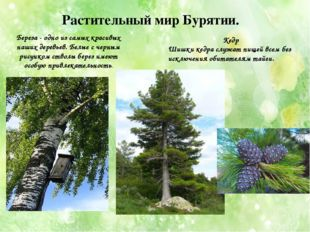 Растительный мир Бурятии.
Береза - одно из самых красивых
наших деревьев. Белые с черным
рисунком стволы берез имеют
особую привлекательность.
Кедр
Шишки кедра служат пищей всем без
исключения обитателям тайги.